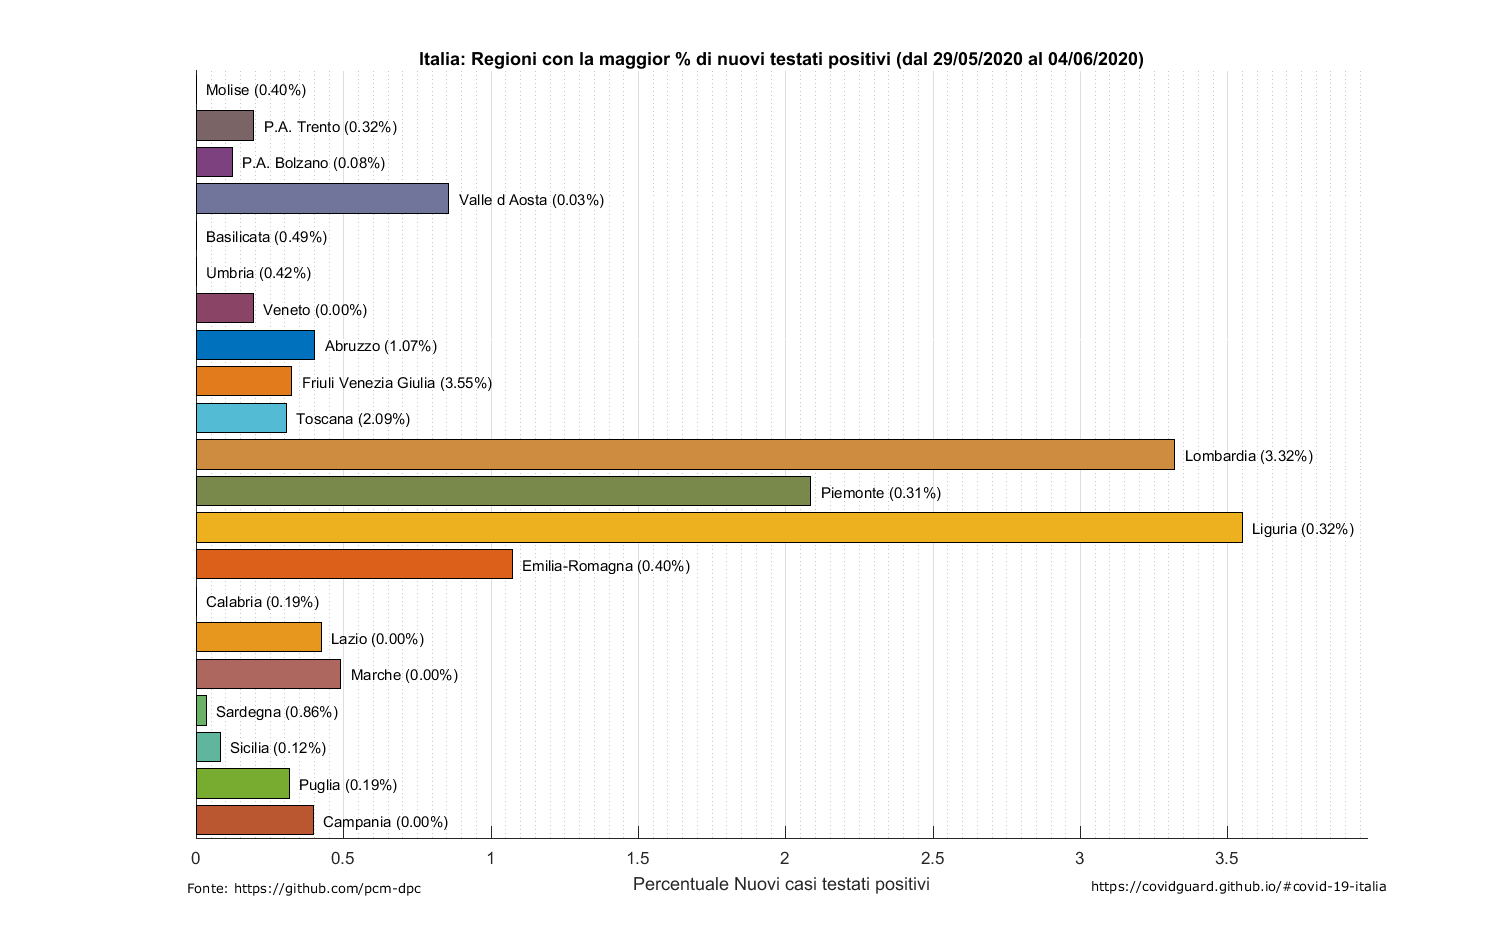 Italia: Regioni con la maggior % di nuovi testati positivi (dal 29/05/2020 al 04/06/2020)
Molise (0.40%)
P.A. Trento (0.32%)
P.A. Bolzano (0.08%)
Valle d Aosta (0.03%)
Basilicata (0.49%)
Umbria (0.42%)
Veneto (0.00%)
Abruzzo (1.07%)
Friuli Venezia Giulia (3.55%)
Toscana (2.09%)
Lombardia (3.32%)
Piemonte (0.31%)
Liguria (0.32%)
Emilia-Romagna (0.40%)
Calabria (0.19%)
Lazio (0.00%)
Marche (0.00%)
Sardegna (0.86%)
Sicilia (0.12%)
Puglia (0.19%)
Campania (0.00%)
0 0.5 1 1.5 2 2.5 3 3.5
Percentuale Nuovi casi testati positivi
Fonte: https://github.com/pcm-dpc
https://covidguard.github.io/#covid-19-italia